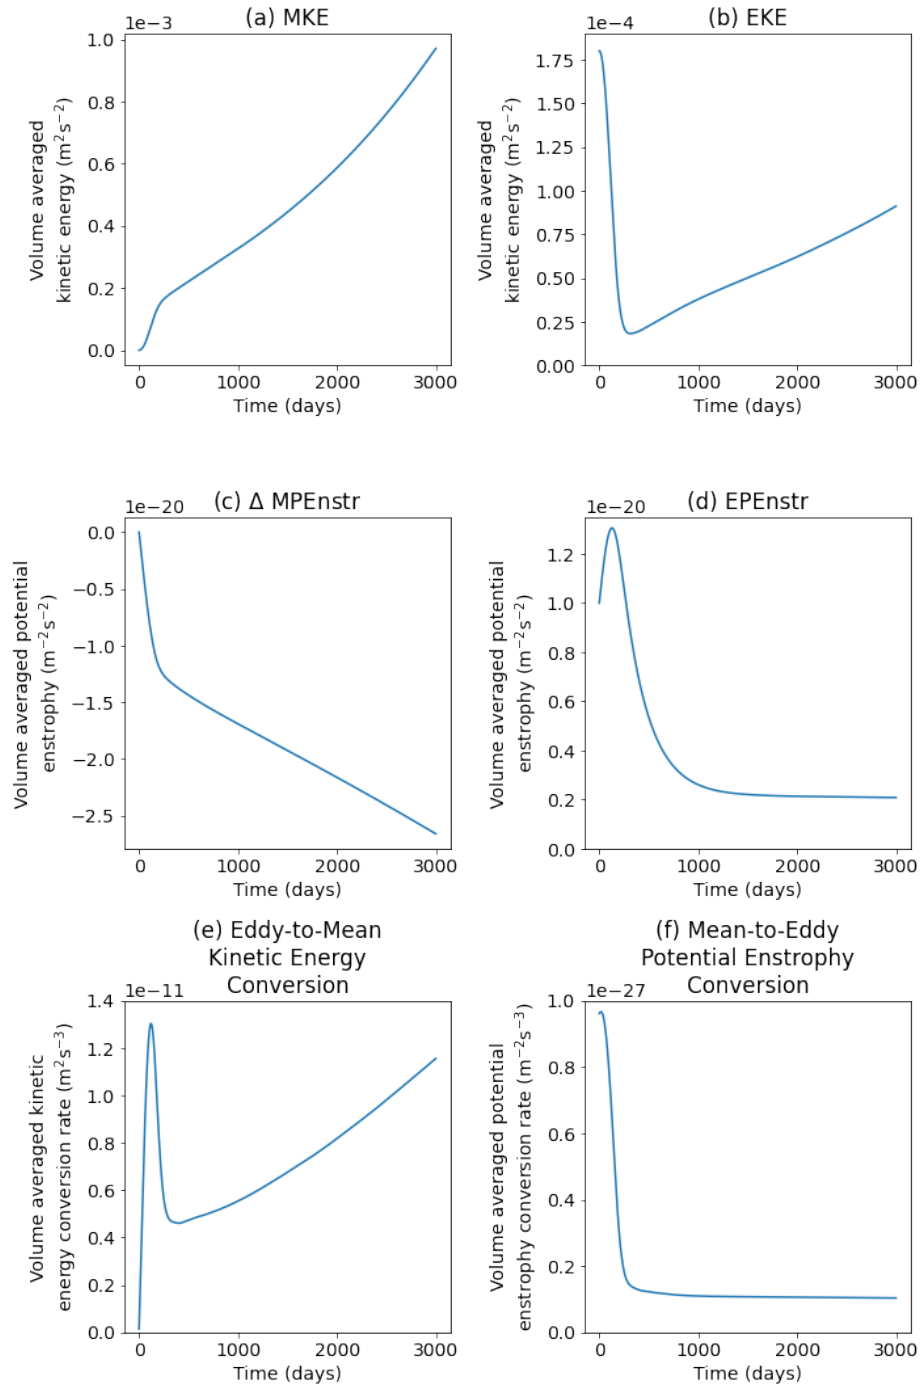 (a) MKE
1e−3
Volume averaged
kinetic energy (m²s⁻²)
1.0
0.8
0.6
0.4
0.2
0.0
0 1000 2000 3000
Time (days)
(b) EKE
1e−4
Volume averaged
kinetic energy (m²s⁻²)
1.75
1.50
1.25
1.00
0.75
0.50
0.25
0.00
0 1000 2000 3000
Time (days)
(c) Δ MPEnstr
1e−20
Volume averaged potential
enstrophy (m⁻²s⁻²)
0.0
−0.5
−1.0
−1.5
−2.0
−2.5
0 1000 2000 3000
Time (days)
(d) EPEnstr
1e−20
Volume averaged potential
enstrophy (m⁻²s⁻²)
1.2
1.0
0.8
0.6
0.4
0.2
0.0
0 1000 2000 3000
Time (days)
(e) Eddy-to-Mean
Kinetic Energy
Conversion
1e−11
Volume averaged kinetic
energy conversion rate (m²s⁻³)
1.4
1.2
1.0
0.8
0.6
0.4
0.2
0.0
0 1000 2000 3000
Time (days)
(f) Mean-to-Eddy
Potential Enstrophy
Conversion
1e−27
Volume averaged potential
enstrophy conversion rate (m⁻²s⁻³)
1.0
0.8
0.6
0.4
0.2
0.0
0 1000 2000 3000
Time (days)